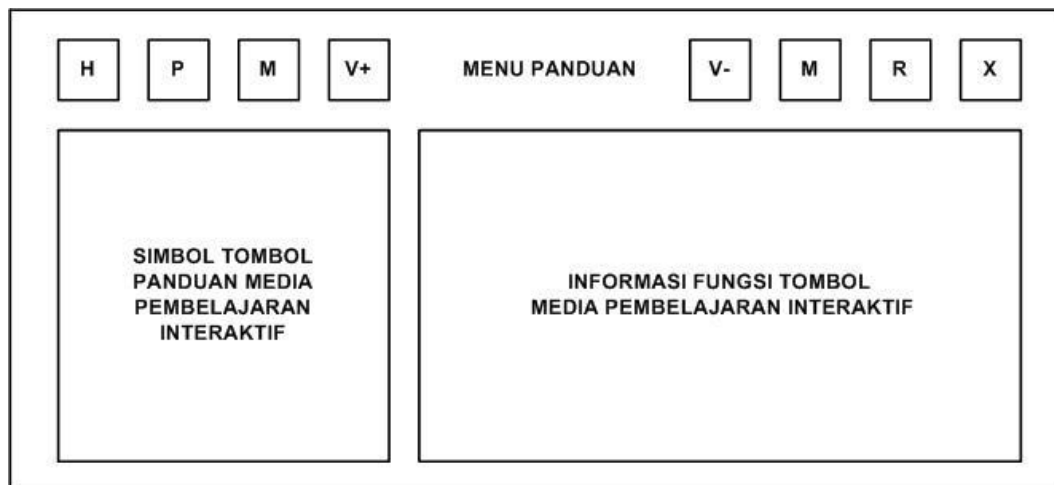 H P M V+ MENU PANDUAN V- M R X
SIMBOL TOMBOL
PANDUAN MEDIA
PEMBELAJARAN
INTERAKTIF
INFORMASI FUNGSI TOMBOL
MEDIA PEMBELAJARAN INTERAKTIF